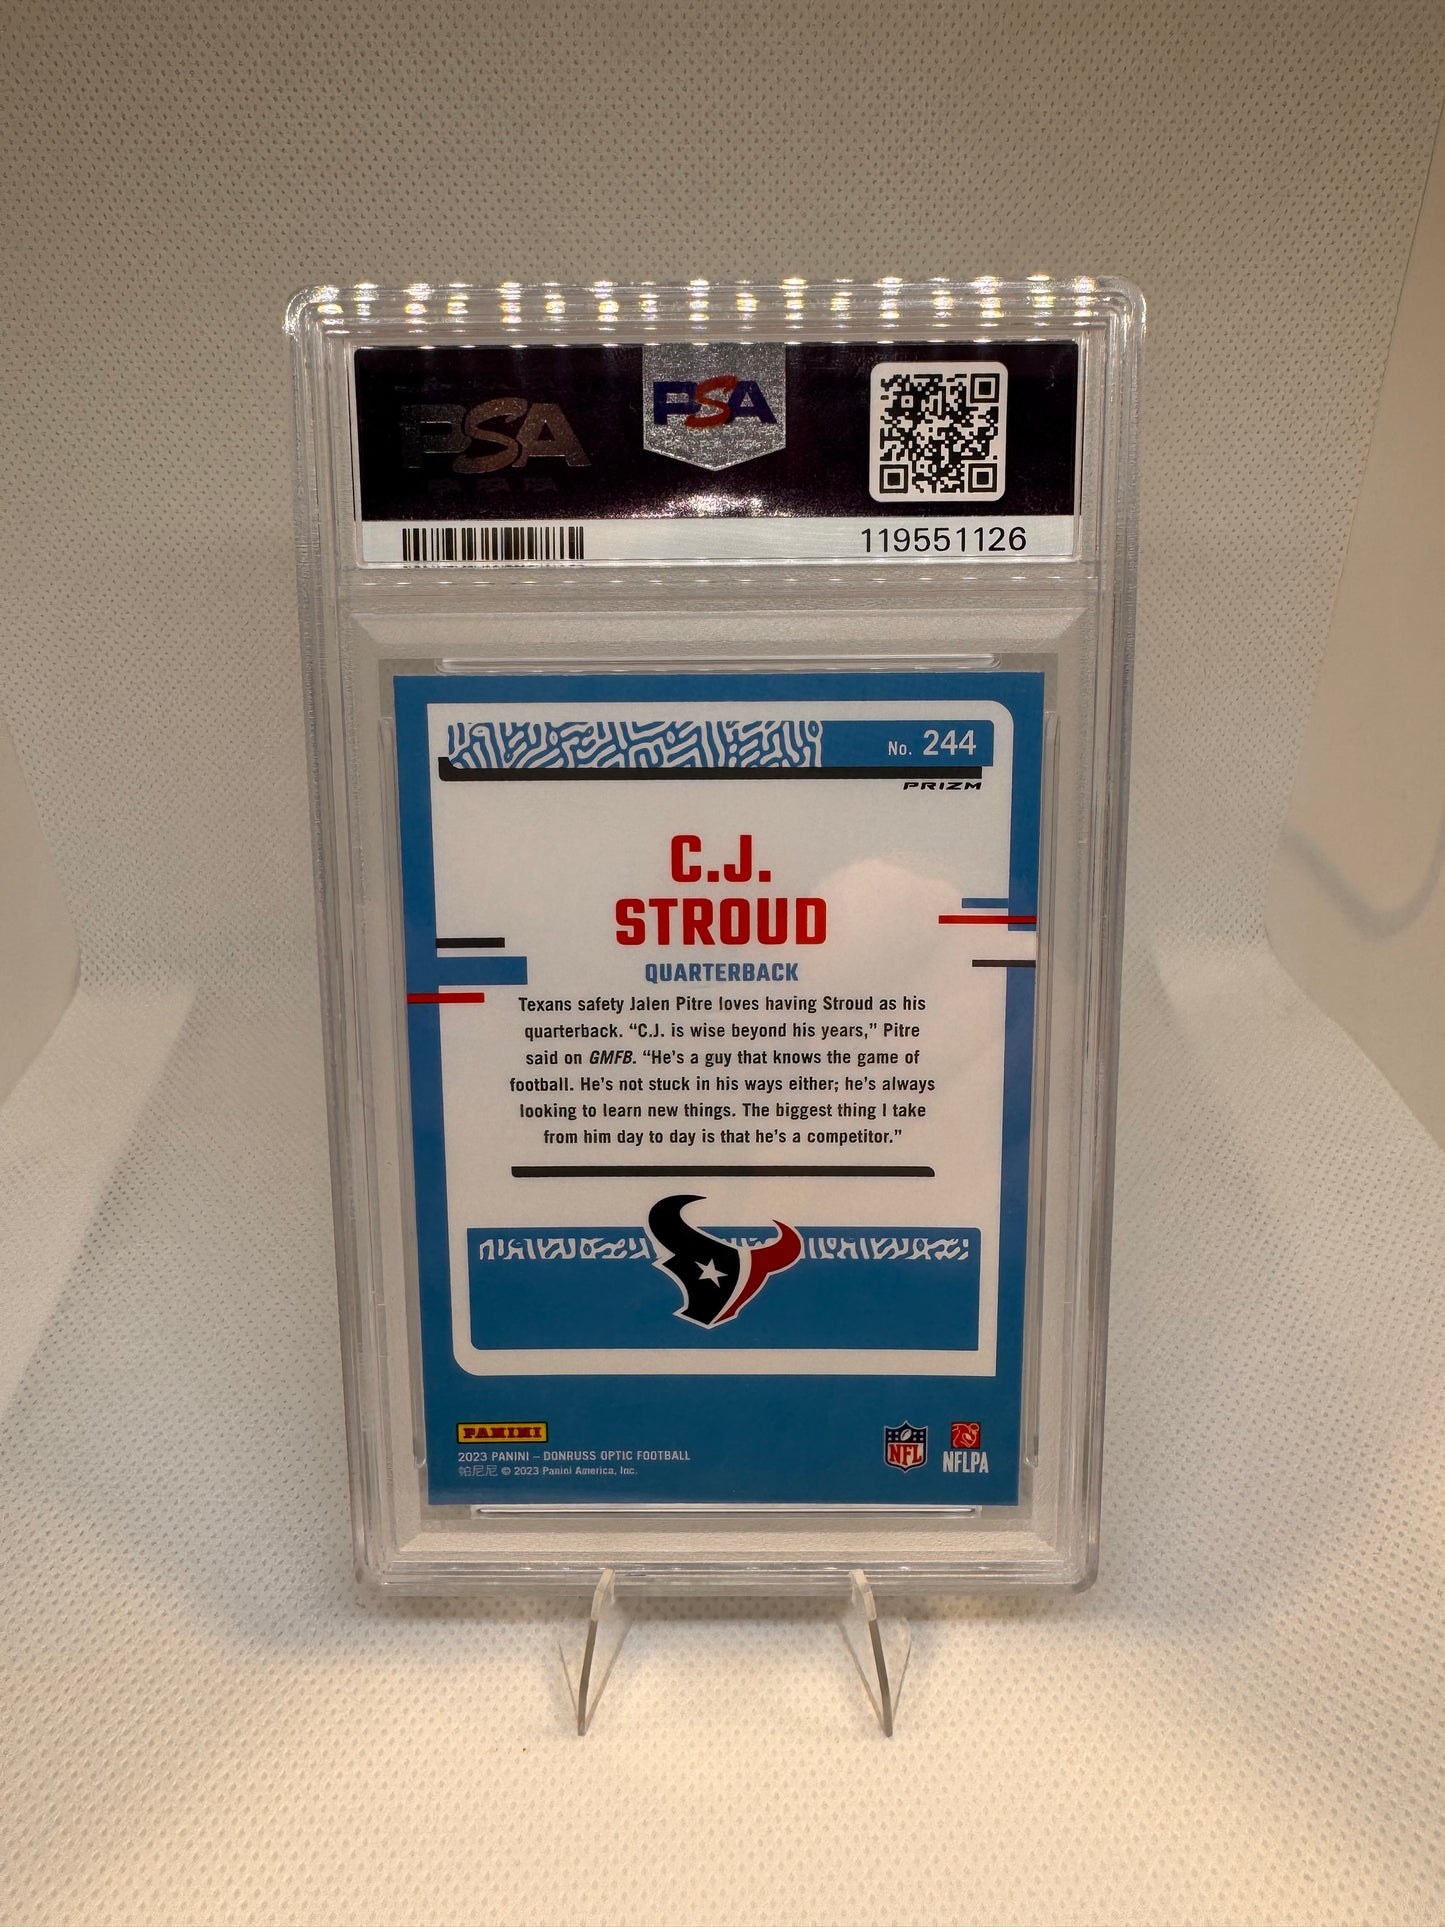 PSA
PSA
PSA PSA PSA
119551126
No. 244
PRIZM
C.J.
STROUD
QUARTERBACK
Texans safety Jalen Pitre loves having Stroud as his
quarterback. “C.J. is wise beyond his years,” Pitre
said on GMFB. “He’s a guy that knows the game of
football. He’s not stuck in his ways either; he’s always
looking to learn new things. The biggest thing I take
from him day to day is that he’s a competitor.”
PANINI
2023 PANINI – DONRUSS OPTIC FOOTBALL
帕尼尼 © 2023 Panini America, Inc.
NFL
NFLPA